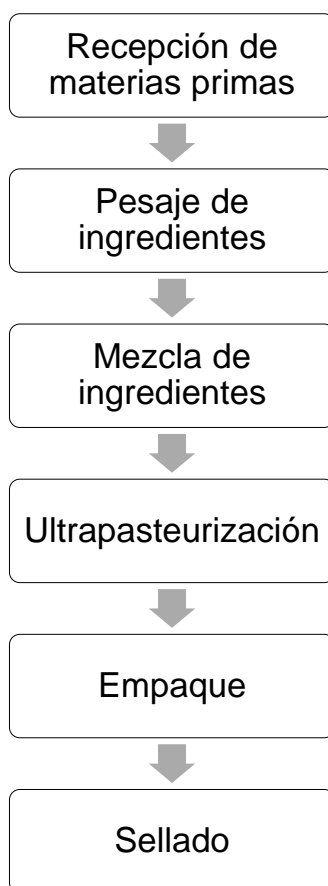 Recepción de
materias primas
Pesaje de
ingredientes
Mezcla de
ingredientes
Ultrapasteurización
Empaque
Sellado